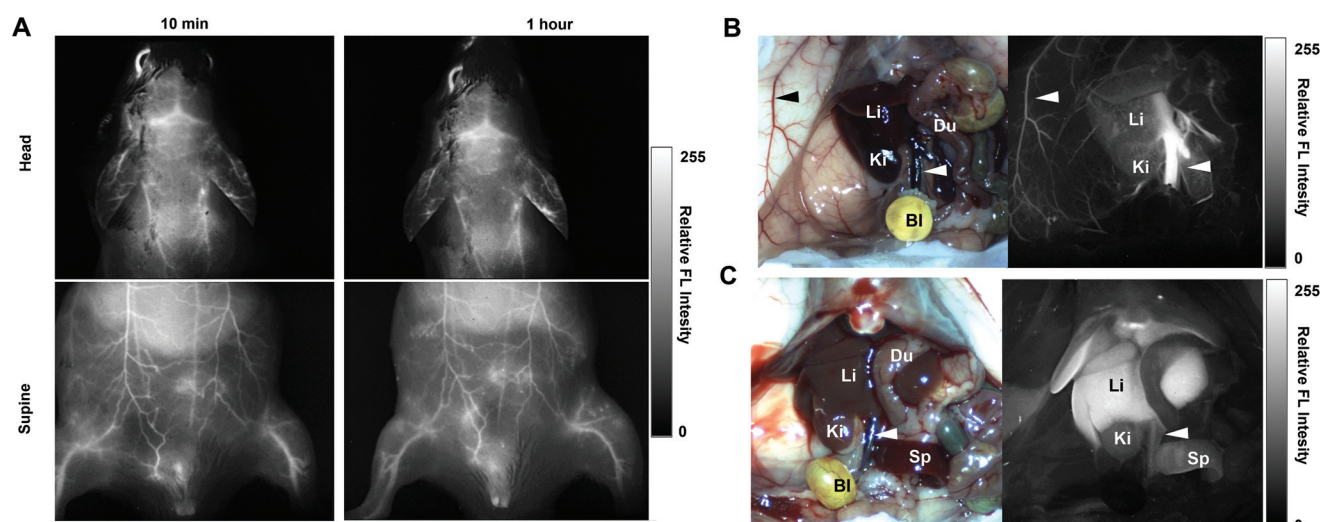 A
10 min
1 hour
Head
Supine
255
Relative FL Intesity
0
B
Li
Du
Ki
Bl
Li
Ki
255
Relative FL Intesity
0
C
Du
Li
Ki
Sp
Bl
Li
Ki
Sp
255
Relative FL Intesity
0